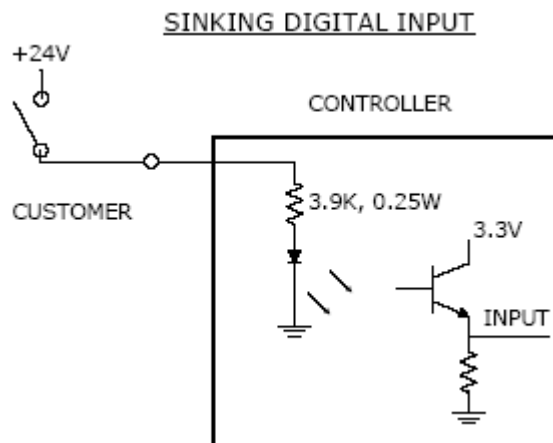 SINKING DIGITAL INPUT
+24V
CONTROLLER
CUSTOMER
3.9K, 0.25W
3.3V
INPUT